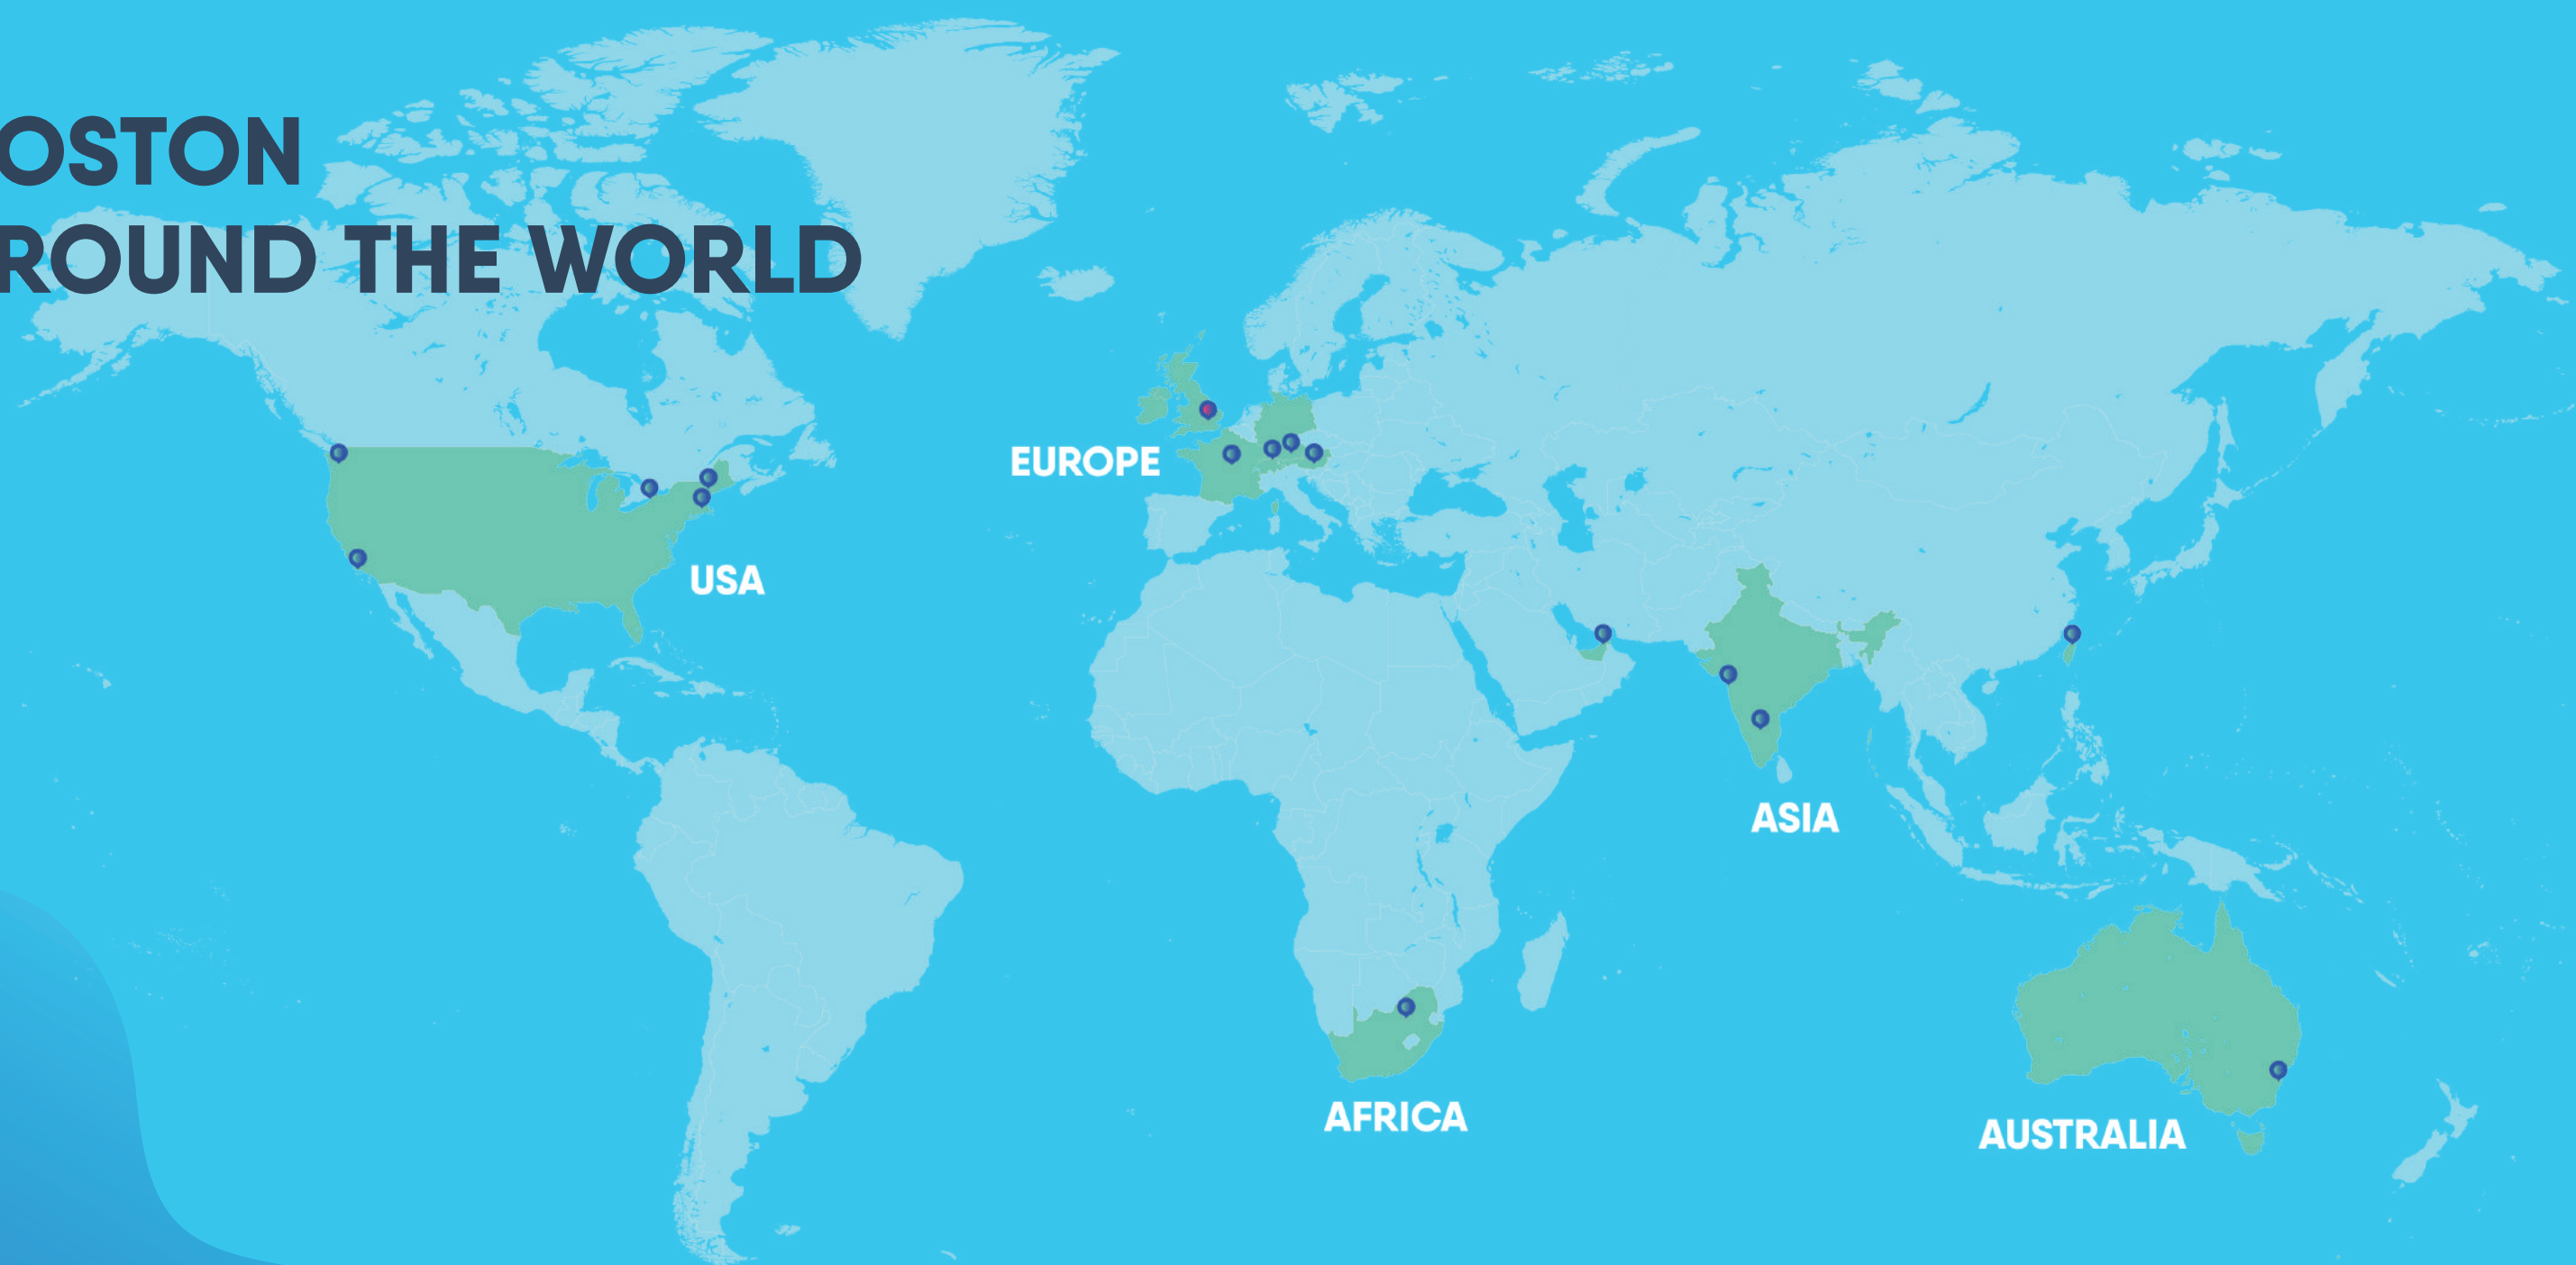 OSTON
ROUND THE WORLD
EUROPE
USA
ASIA
AFRICA
AUSTRALIA